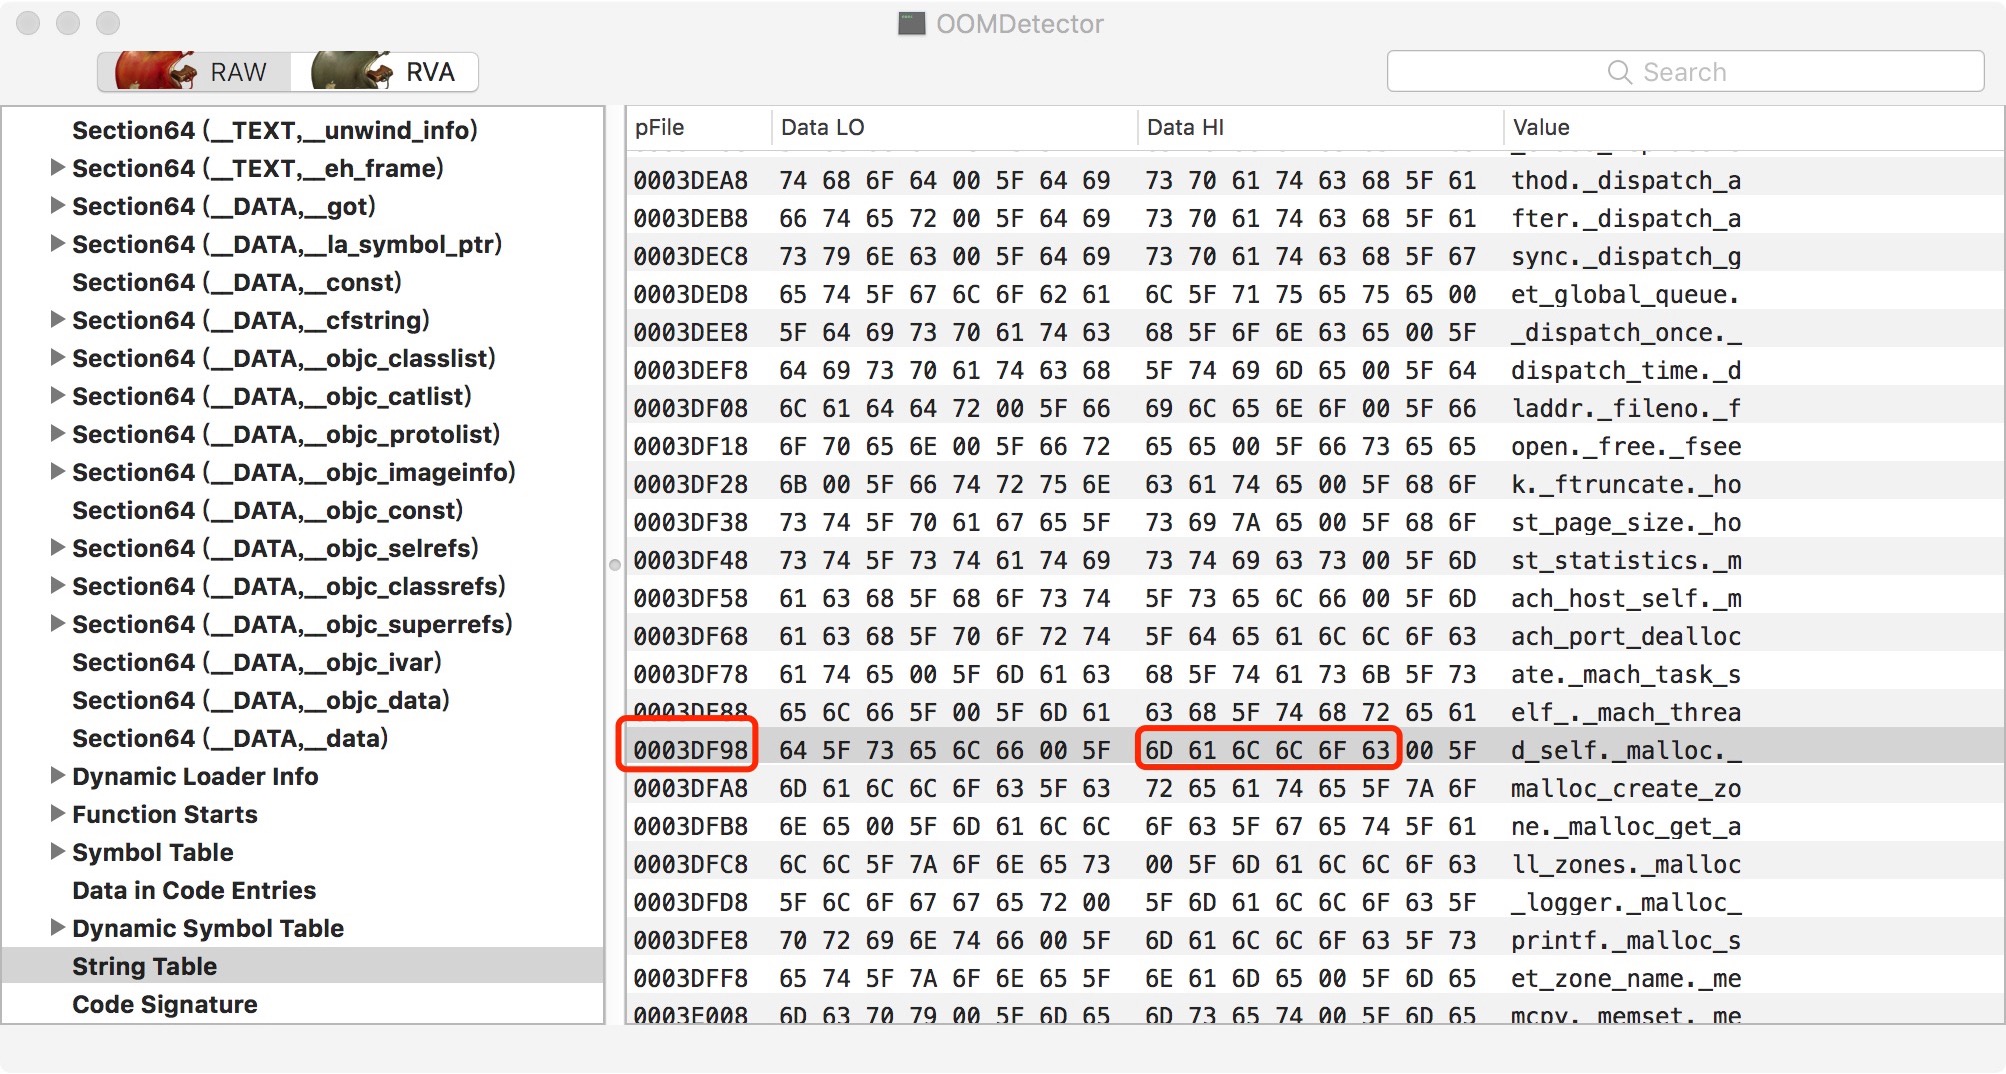 OOMDetector
RAW RVA Search
Section64 (__TEXT,__unwind_info)
Section64 (__TEXT,__eh_frame)
Section64 (__DATA,__got)
Section64 (__DATA,__la_symbol_ptr)
Section64 (__DATA,__const)
Section64 (__DATA,__cfstring)
Section64 (__DATA,__objc_classlist)
Section64 (__DATA,__objc_catlist)
Section64 (__DATA,__objc_protolist)
Section64 (__DATA,__objc_imageinfo)
Section64 (__DATA,__objc_const)
Section64 (__DATA,__objc_selrefs)
Section64 (__DATA,__objc_classrefs)
Section64 (__DATA,__objc_superrefs)
Section64 (__DATA,__objc_ivar)
Section64 (__DATA,__objc_data)
Section64 (__DATA,__data)
Dynamic Loader Info
Function Starts
Symbol Table
Data in Code Entries
Dynamic Symbol Table
String Table
Code Signature
pFile Data LO Data HI Value
0003DEA8 74 68 6F 64 00 5F 64 69 73 70 61 74 63 68 5F 61 thod._dispatch_a
0003DEB8 66 74 65 72 00 5F 64 69 73 70 61 74 63 68 5F 61 fter._dispatch_a
0003DEC8 73 79 6E 63 00 5F 64 69 73 70 61 74 63 68 5F 67 sync._dispatch_g
0003DED8 65 74 5F 67 6C 6F 62 61 6C 5F 71 75 65 75 65 00 et_global_queue.
0003DEE8 5F 64 69 73 70 61 74 63 68 5F 6F 6E 63 65 00 5F _dispatch_once._
0003DEF8 64 69 73 70 61 74 63 68 5F 74 69 6D 65 00 5F 64 dispatch_time._d
0003DF08 6C 61 64 64 72 00 5F 66 69 6C 65 6E 6F 00 5F 66 laddr._fileno._f
0003DF18 6F 70 65 6E 00 5F 66 72 65 65 00 5F 66 73 65 65 open._free._fsee
0003DF28 6B 00 5F 66 74 72 75 6E 63 61 74 65 00 5F 68 6F k._ftruncate._ho
0003DF38 73 74 5F 70 61 67 65 5F 73 69 7A 65 00 5F 68 6F st_page_size._ho
0003DF48 73 74 5F 73 74 61 74 69 73 74 69 63 73 00 5F 6D st_statistics._m
0003DF58 61 63 68 5F 68 6F 73 74 5F 73 65 6C 66 00 5F 6D ach_host_self._m
0003DF68 61 63 68 5F 70 6F 72 74 5F 64 65 61 6C 6C 6F 63 ach_port_dealloc
0003DF78 61 74 65 00 5F 6D 61 63 68 5F 74 61 73 6B 5F 73 ate._mach_task_s
0003DF88 65 6C 66 5F 00 5F 6D 61 63 68 5F 74 68 72 65 61 elf_._mach_threa
0003DF98 64 5F 73 65 6C 66 00 5F 6D 61 6C 6C 6F 63 00 5F d_self._malloc._
0003DFA8 6D 61 6C 6C 6F 63 5F 63 72 65 61 74 65 5F 7A 6F malloc_create_zo
0003DFB8 6E 65 00 5F 6D 61 6C 6C 6F 63 5F 67 65 74 5F 61 ne._malloc_get_a
0003DFC8 6C 6C 5F 7A 6F 6E 65 73 00 5F 6D 61 6C 6C 6F 63 ll_zones._malloc
0003DFD8 5F 6C 6F 67 67 65 72 00 5F 6D 61 6C 6C 6F 63 5F _logger._malloc_
0003DFE8 70 72 69 6E 74 66 00 5F 6D 61 6C 6C 6F 63 5F 73 printf._malloc_s
0003DFF8 65 74 5F 7A 6F 6E 65 5F 6E 61 6D 65 00 5F 6D 65 et_zone_name._me
0003E008 6D 63 70 79 00 5F 6D 65 6D 73 65 74 00 5F 6D 65 mcpy._memset._me